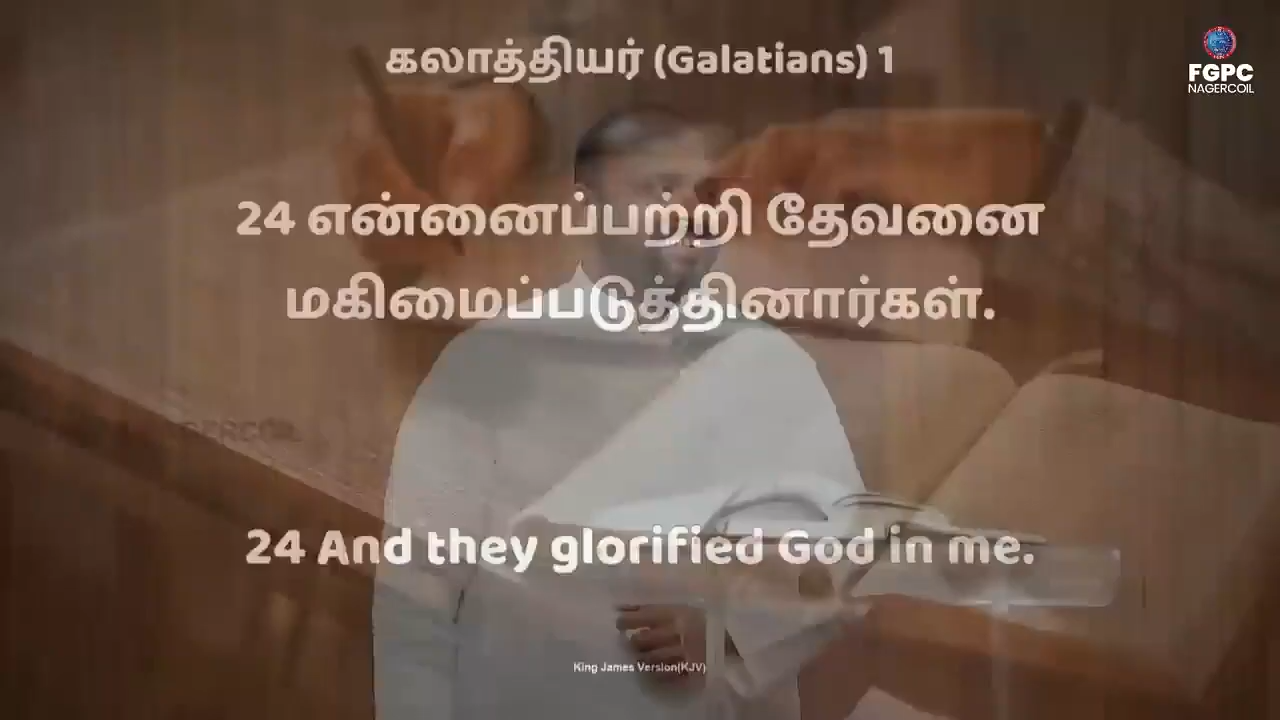 கலாத்தியர் (Galatians) 1
FGPC
NAGERCOIL
24 என்னைப்பற்றி தேவனை
மகிமைப்படுத்தினார்கள்.
24 And they glorified God in me.
King James Version(KJV)